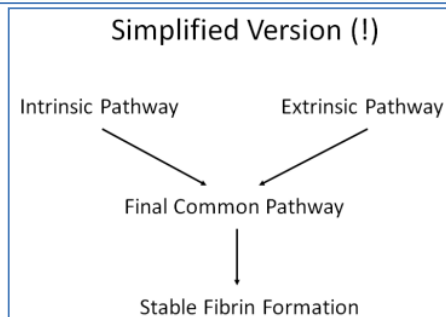 Simplified Version (!)
Intrinsic Pathway
Extrinsic Pathway
Final Common Pathway
Stable Fibrin Formation